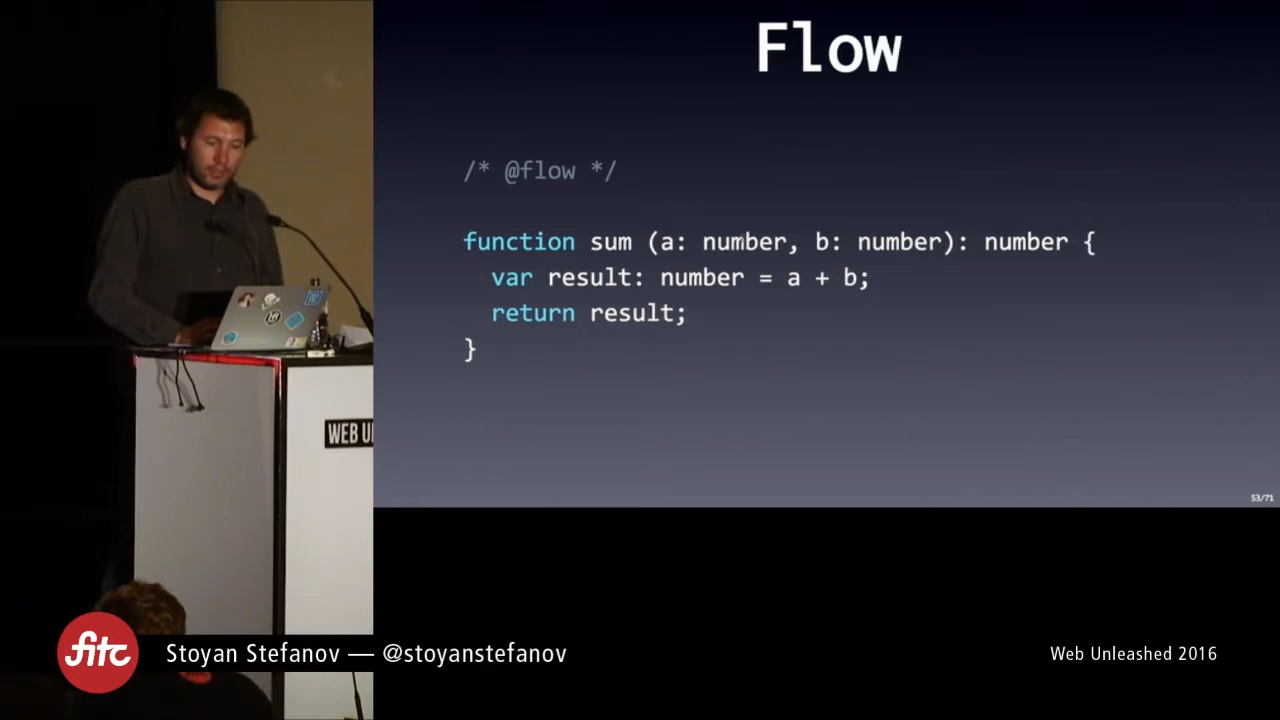 Flow
/* @flow */
function sum (a: number, b: number): number {
var result: number = a + b;
return result;
}
53/71
WEB U
fitc
Stoyan Stefanov — @stoyanstefanov
Web Unleashed 2016